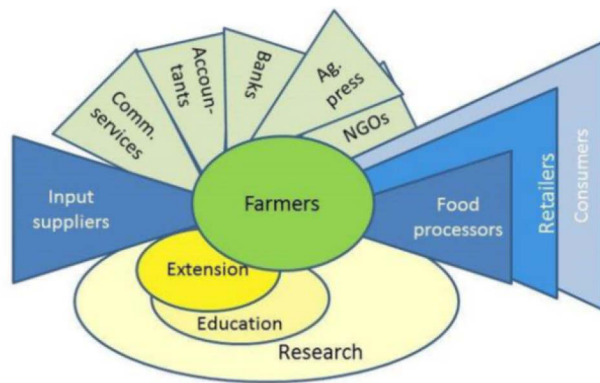 Comm.
services
Accoun-
tants
Banks
Ag.
press
NGOs
Input
suppliers
Farmers
Food
processors
Retailers
Consumers
Extension
Education
Research